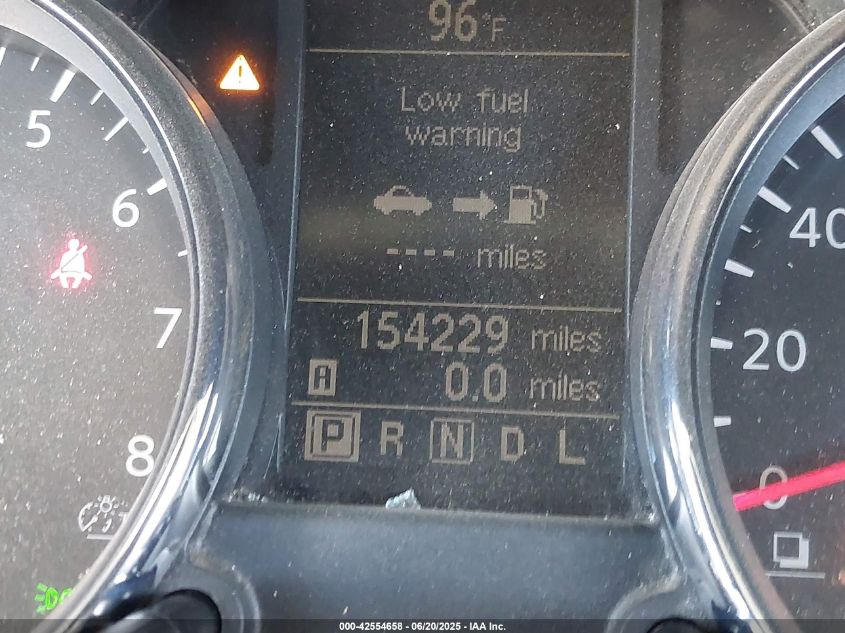 96°F
Low fuel
warning
---- miles
154229 miles
A 0.0 miles
P R N D L
5
6
7
8
40
20
0
000-42554658 - 06/20/2025 - IAA Inc.